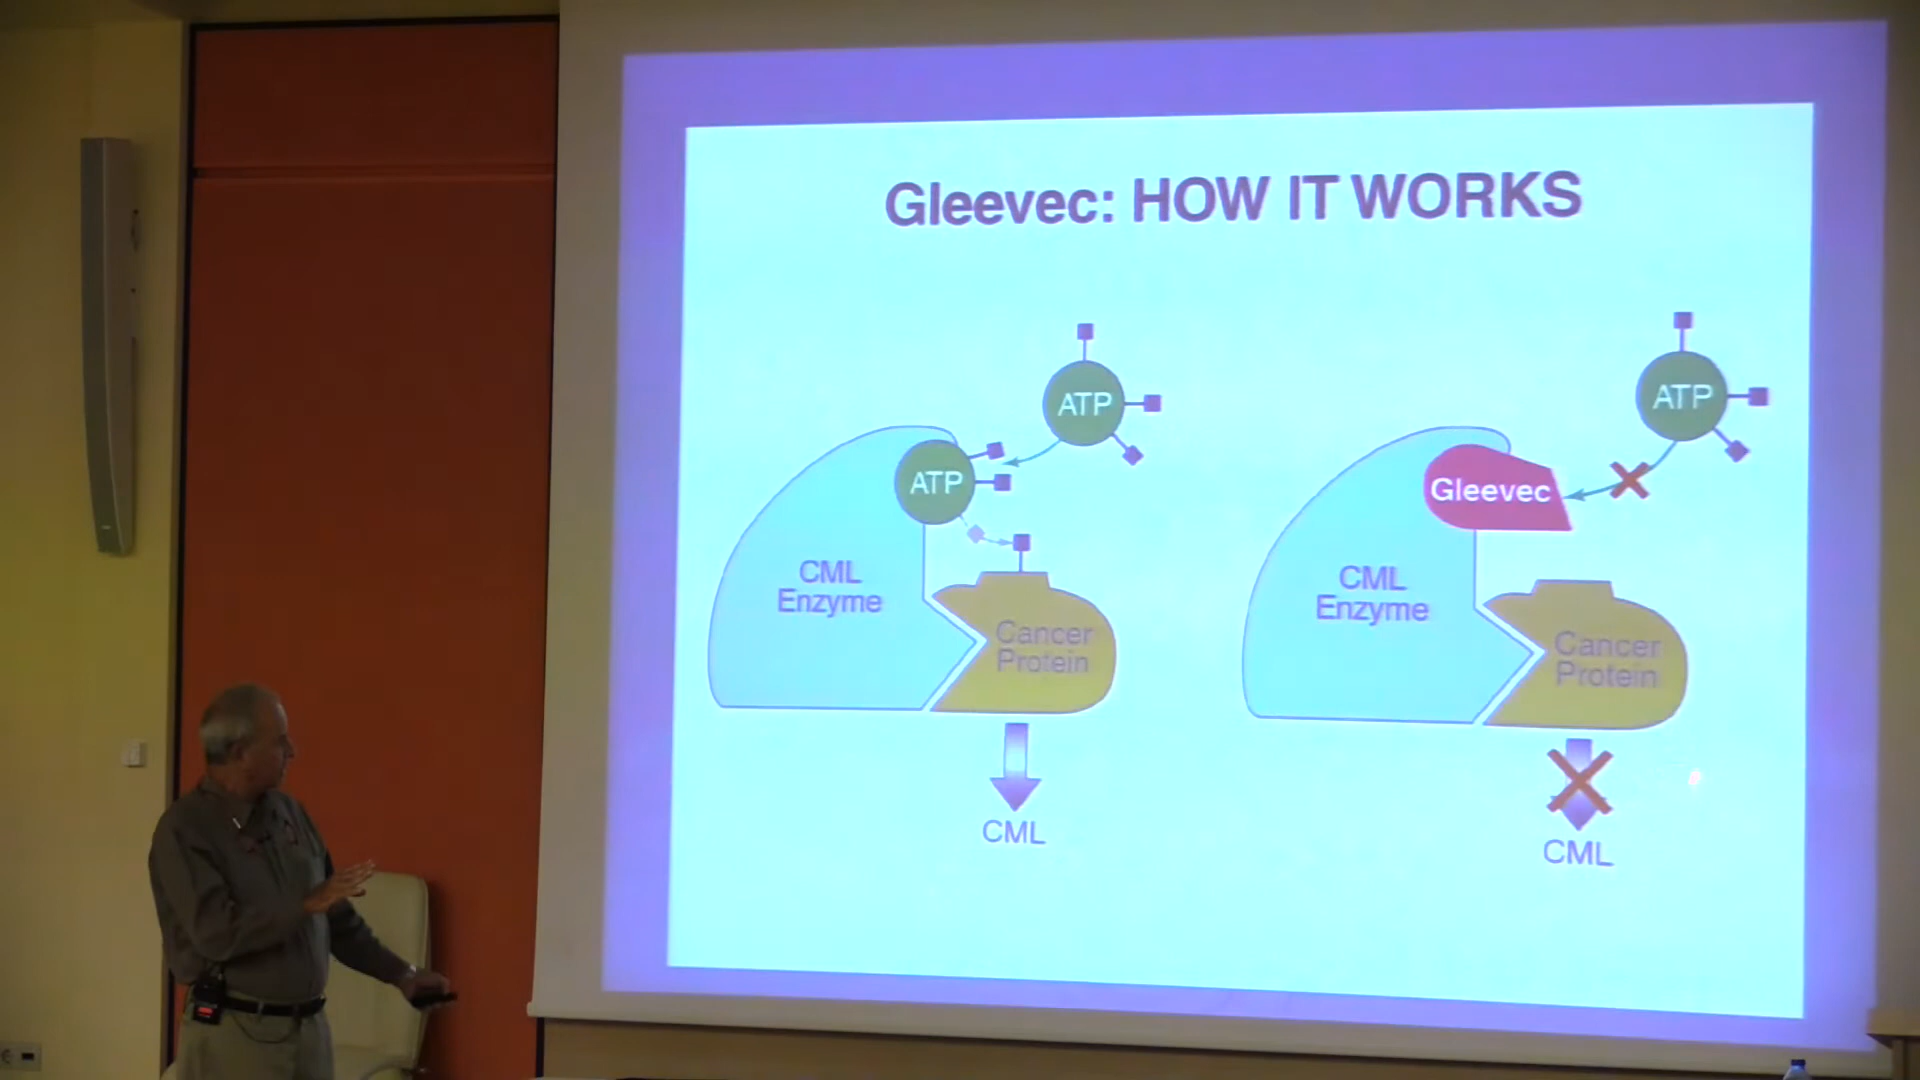 Gleevec: HOW IT WORKS
ATP
ATP
CML
Enzyme
Cancer
Protein
CML
ATP
Gleevec
CML
Enzyme
Cancer
Protein
CML